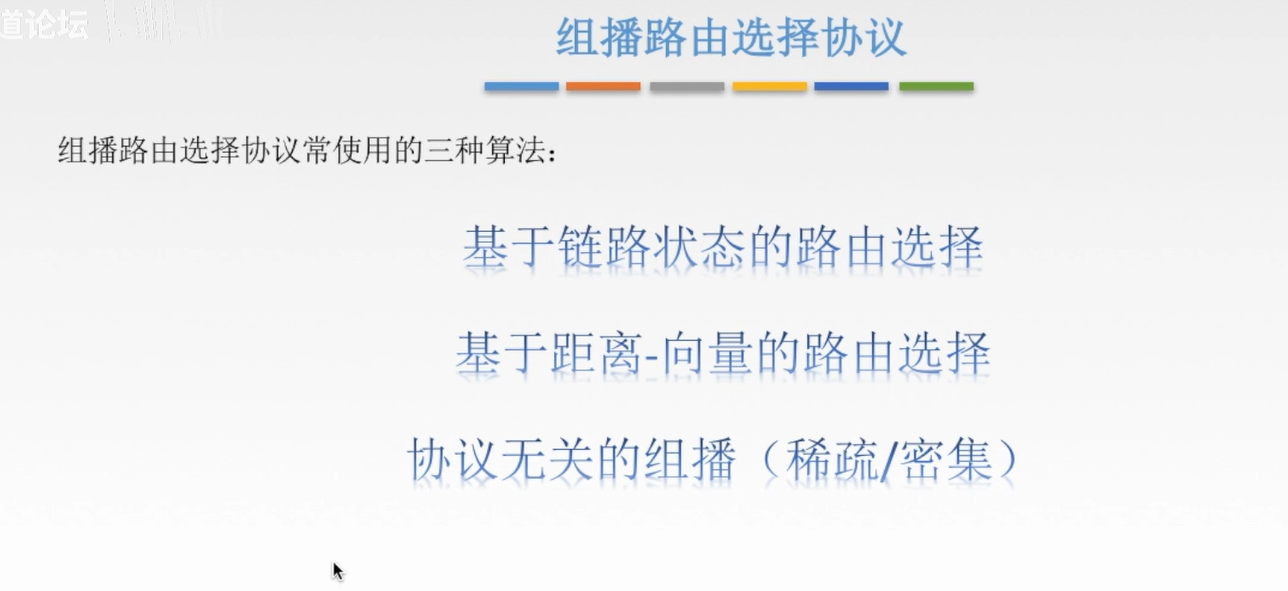 道论坛
组播路由选择协议
组播路由选择协议常使用的三种算法：
基于链路状态的路由选择
基于距离-向量的路由选择
协议无关的组播（稀疏/密集）